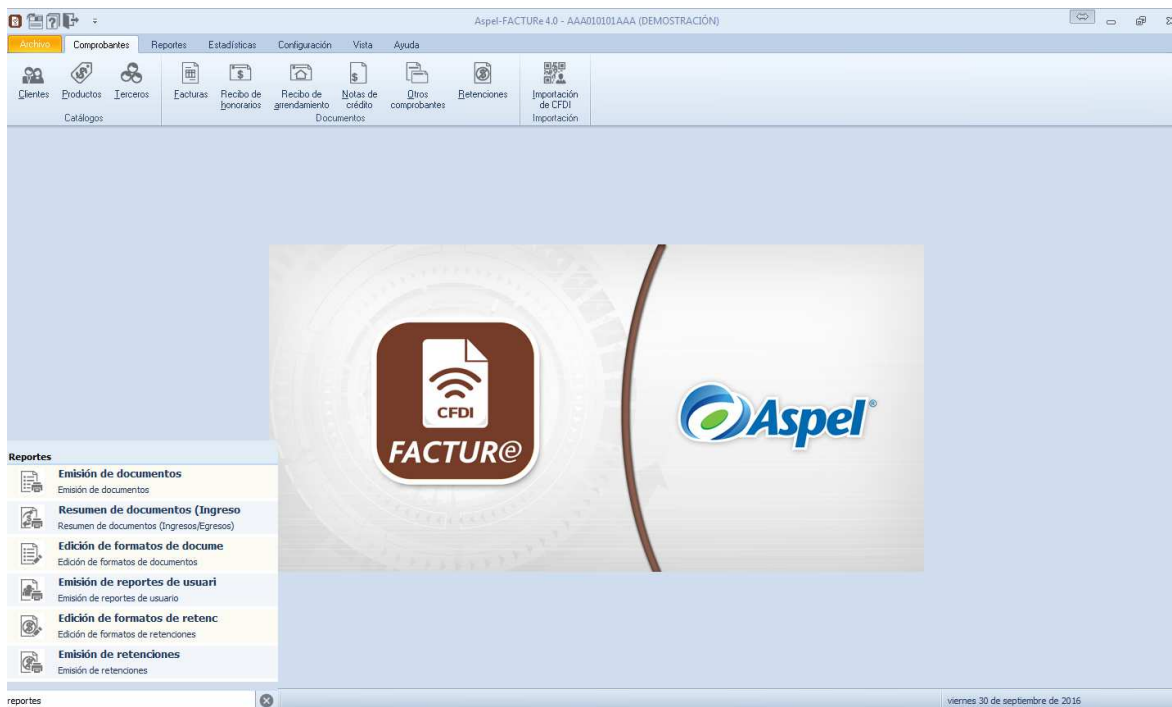 Aspel-FACTURe 4.0 - AAA010101AAA (DEMOSTRACIÓN)
Archivo Comprobantes Reportes Estadísticas Configuración Vista Ayuda
Clientes Productos Terceros Facturas Recibo de honorarios Recibo de arrendamiento Notas de crédito Otros comprobantes Retenciones Importación de CFDI
Catálogos Documentos Importación
CFDI
FACTUR@
Aspel®
Reportes
Emisión de documentos
Emisión de documentos
Resumen de documentos (Ingreso
Resumen de documentos (Ingresos/Egresos)
Edición de formatos de docume
Edición de formatos de documentos
Emisión de reportes de usuari
Emisión de reportes de usuario
Edición de formatos de retenc
Edición de formatos de retenciones
Emisión de retenciones
Emisión de retenciones
reportes
viernes 30 de septiembre de 2016